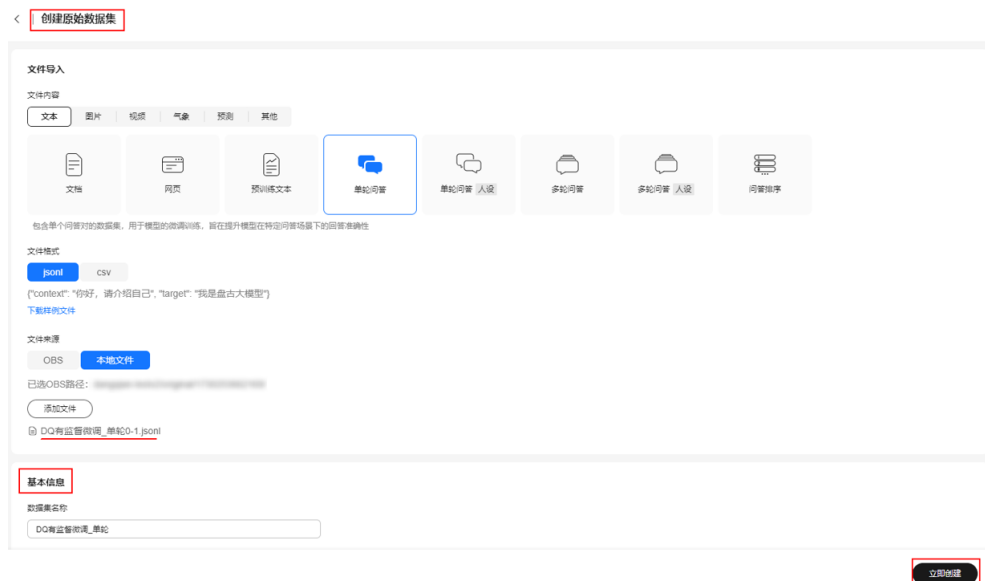 创建原始数据集
文件导入
文件内容
文本 图片 视频 气象 预测 其他
文档 网页 预训练文本 单轮问答 单轮问答 人设 多轮问答 多轮问答 人设 问答排序
包含单个问答对的数据集，用于模型的微调训练，旨在提升模型在特定问答场景下的回答准确性
文件格式
jsonl csv
{"context": "你好，请介绍自己", "target": "我是盘古大模型"}
下载样例文件
文件来源
OBS 本地文件
已选OBS路径：
添加文件
DQ有监督微调_单轮0-1.jsonl
基本信息
数据集名称
DQ有监督微调_单轮
立即创建